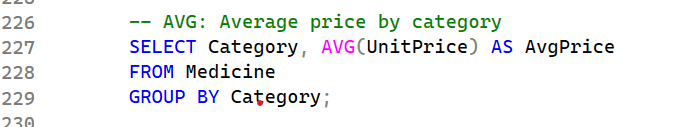 226 -- AVG: Average price by category
227 SELECT Category, AVG(UnitPrice) AS AvgPrice
228 FROM Medicine
229 GROUP BY Category;
230